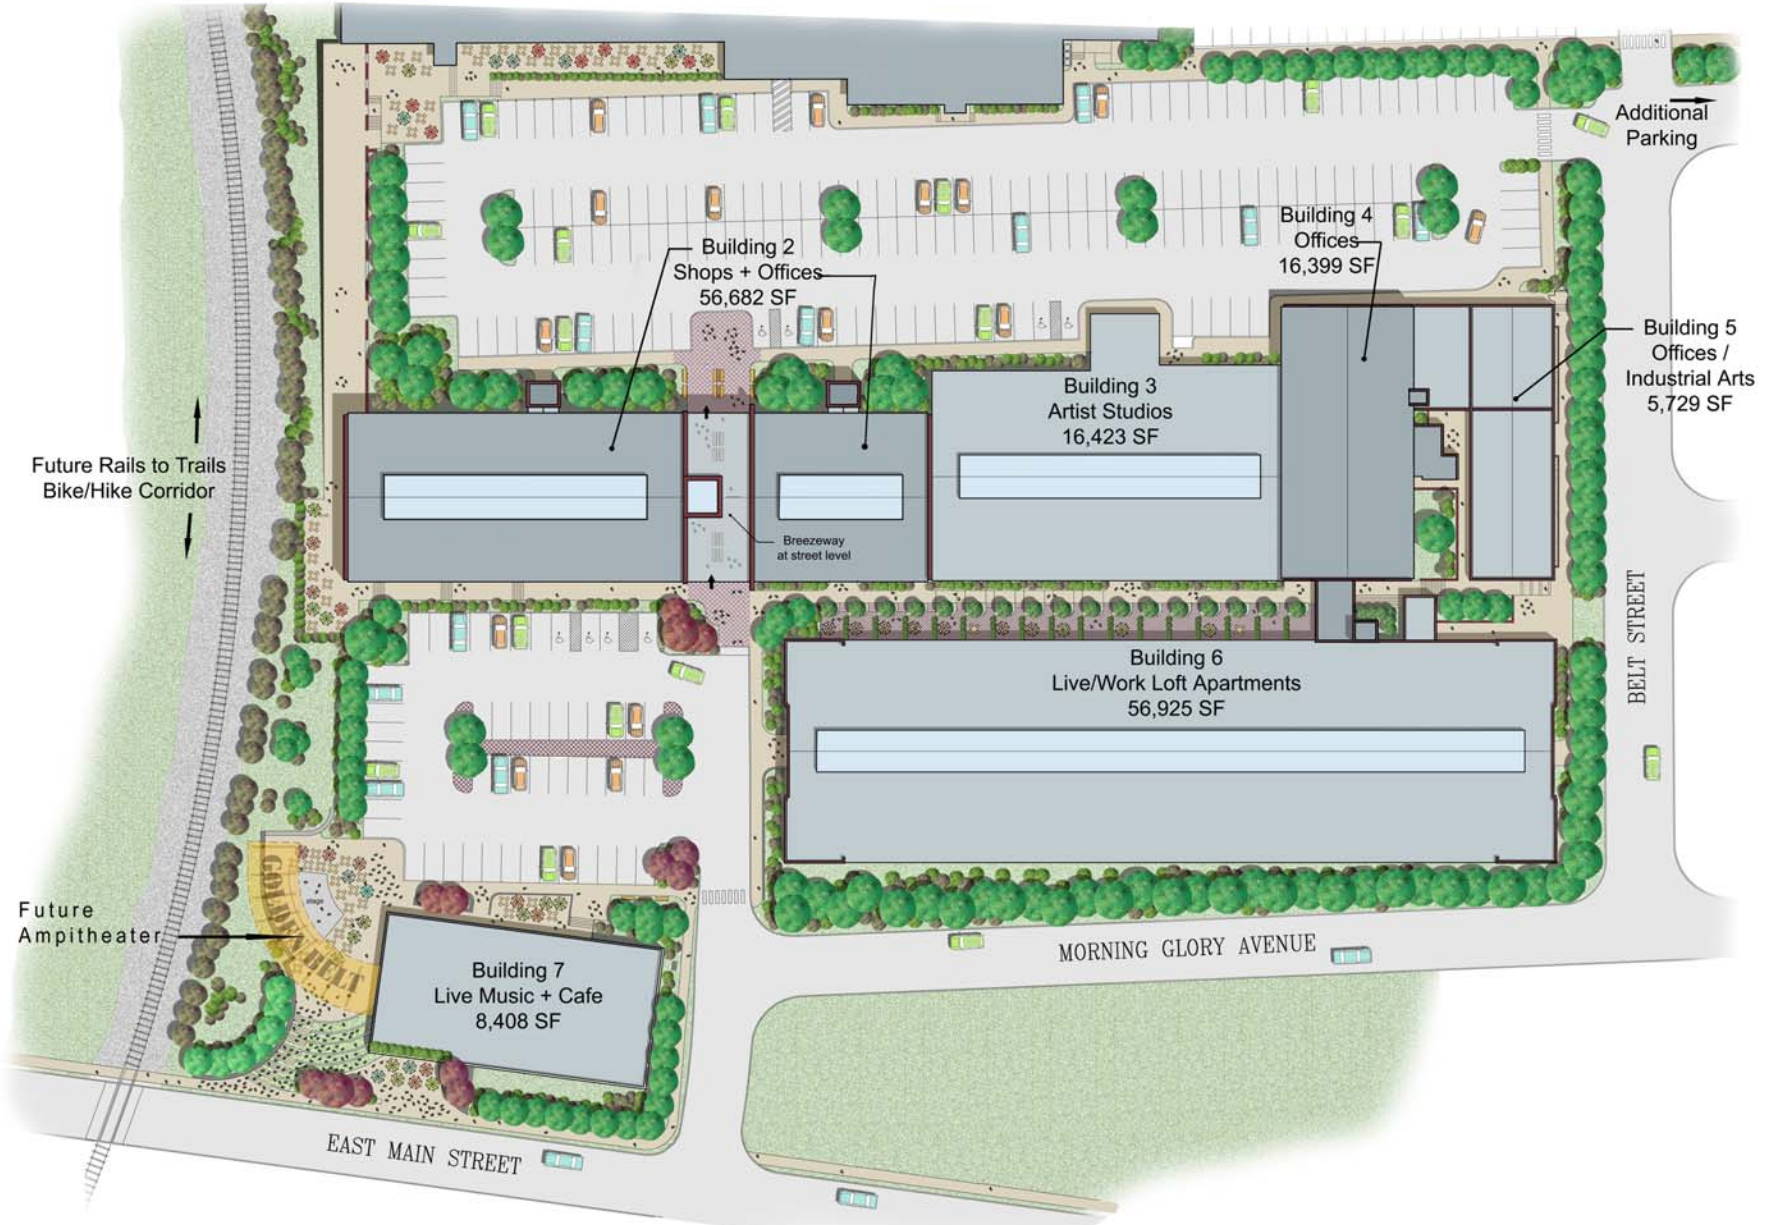 Additional
Parking
Building 2
Shops + Offices
56,682 SF
Building 4
Offices
16,399 SF
Building 5
Offices /
Industrial Arts
5,729 SF
Building 3
Artist Studios
16,423 SF
Future Rails to Trails
Bike/Hike Corridor
Breezeway
at street level
BELT STREET
Building 6
Live/Work Loft Apartments
56,925 SF
GOLDEN BELT
stage
Future
Ampitheater
MORNING GLORY AVENUE
Building 7
Live Music + Cafe
8,408 SF
EAST MAIN STREET